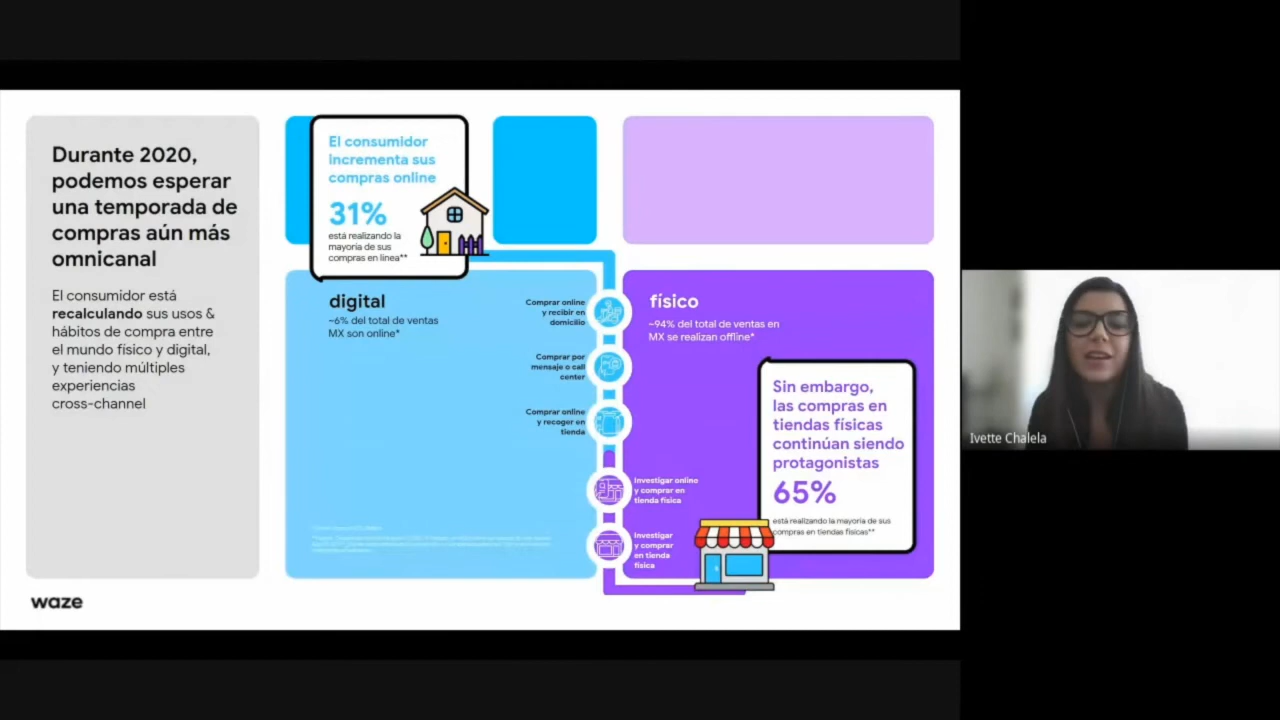 Durante 2020,
podemos esperar
una temporada de
compras aún más
omnicanal
El consumidor está
recalculando sus usos &
hábitos de compra entre
el mundo físico y digital,
y teniendo múltiples
experiencias
cross-channel
El consumidor
incrementa sus
compras online
31%
está realizando la
mayoría de sus
compras en línea**
digital
~6% del total de ventas
MX son online*
Comprar online
y recibir en
domicilio
Comprar por
mensaje o call
center
Comprar online
y recoger en
tienda
físico
~94% del total de ventas en
MX se realizan offline*
Sin embargo,
las compras en
tiendas físicas
continúan siendo
protagonistas
65%
está realizando la mayoría de sus
compras en tiendas físicas**
Investigar online
y comprar en
tienda física
Investigar
y comprar
en tienda
física
waze
Ivette Chalela